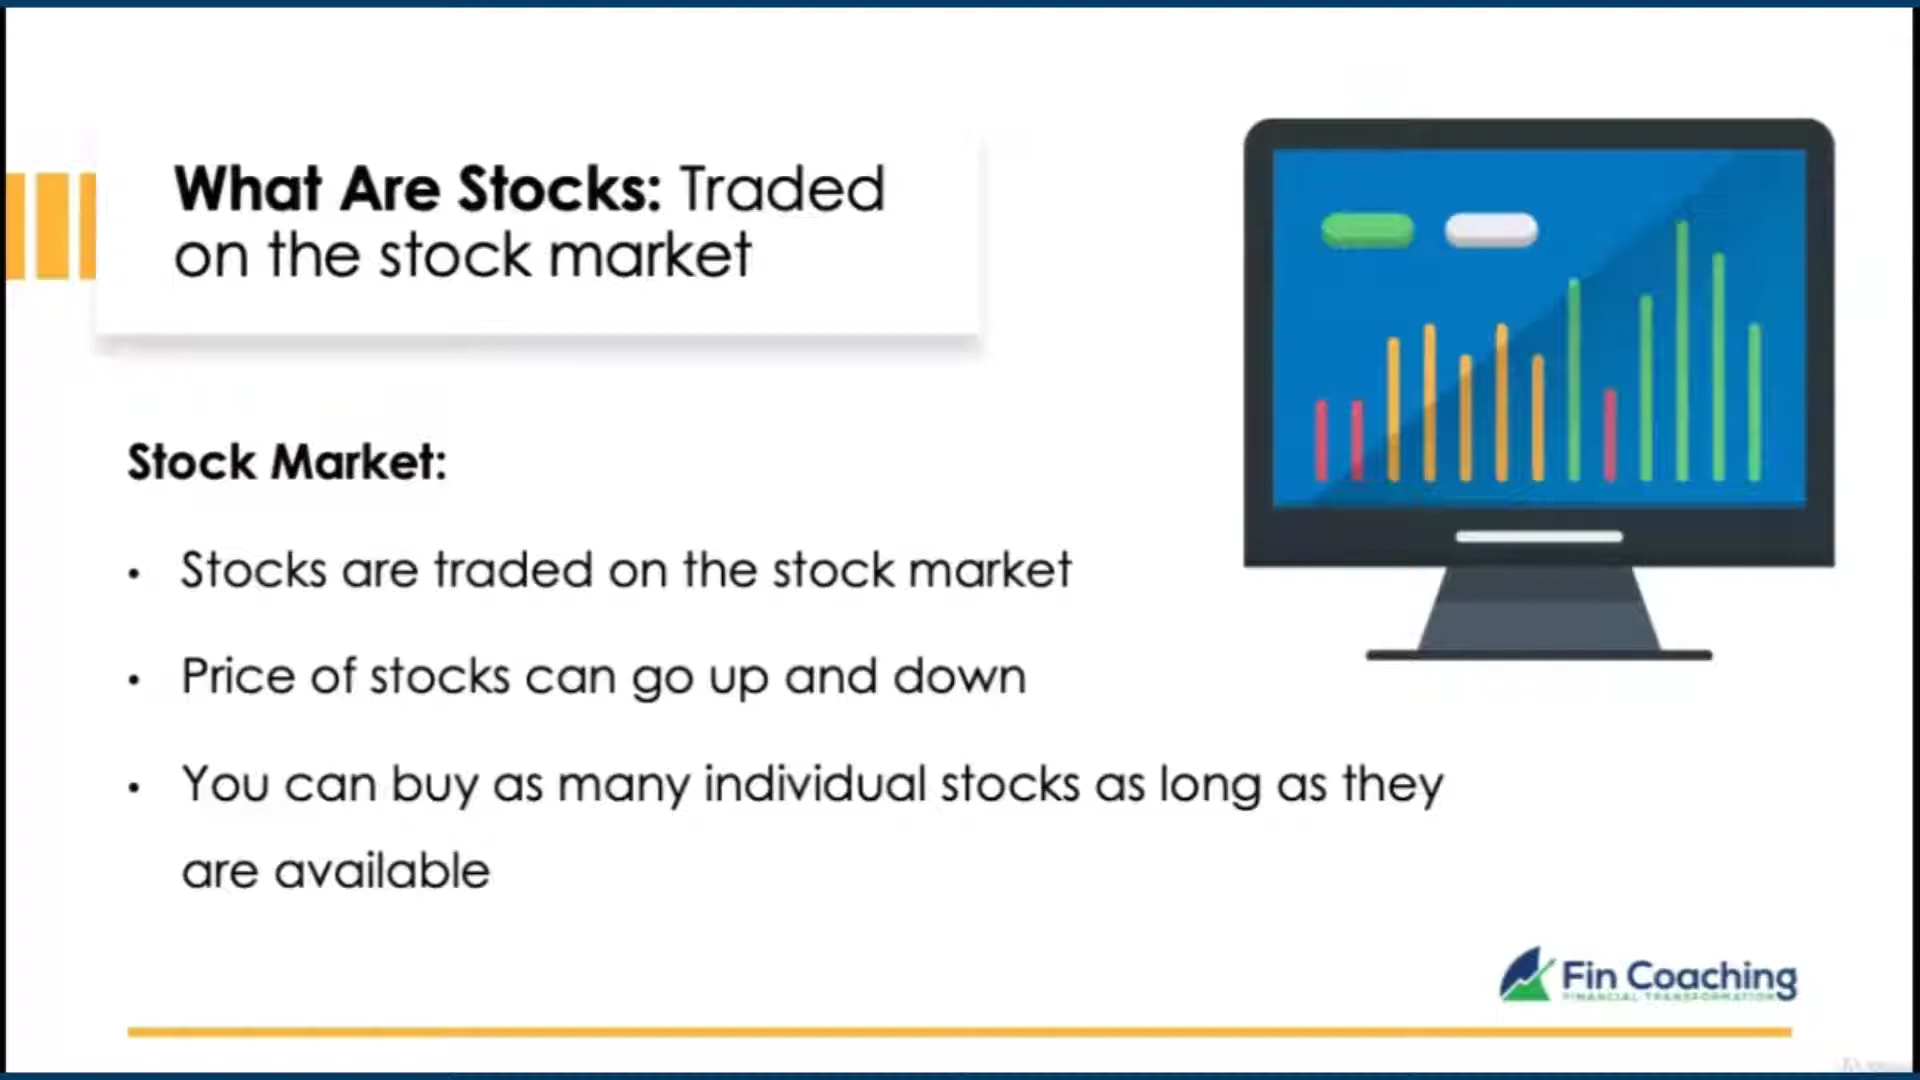 What Are Stocks: Traded
on the stock market
Stock Market:
• Stocks are traded on the stock market
• Price of stocks can go up and down
• You can buy as many individual stocks as long as they
are available
Fin Coaching
FINANCIAL TRANSFORMATION